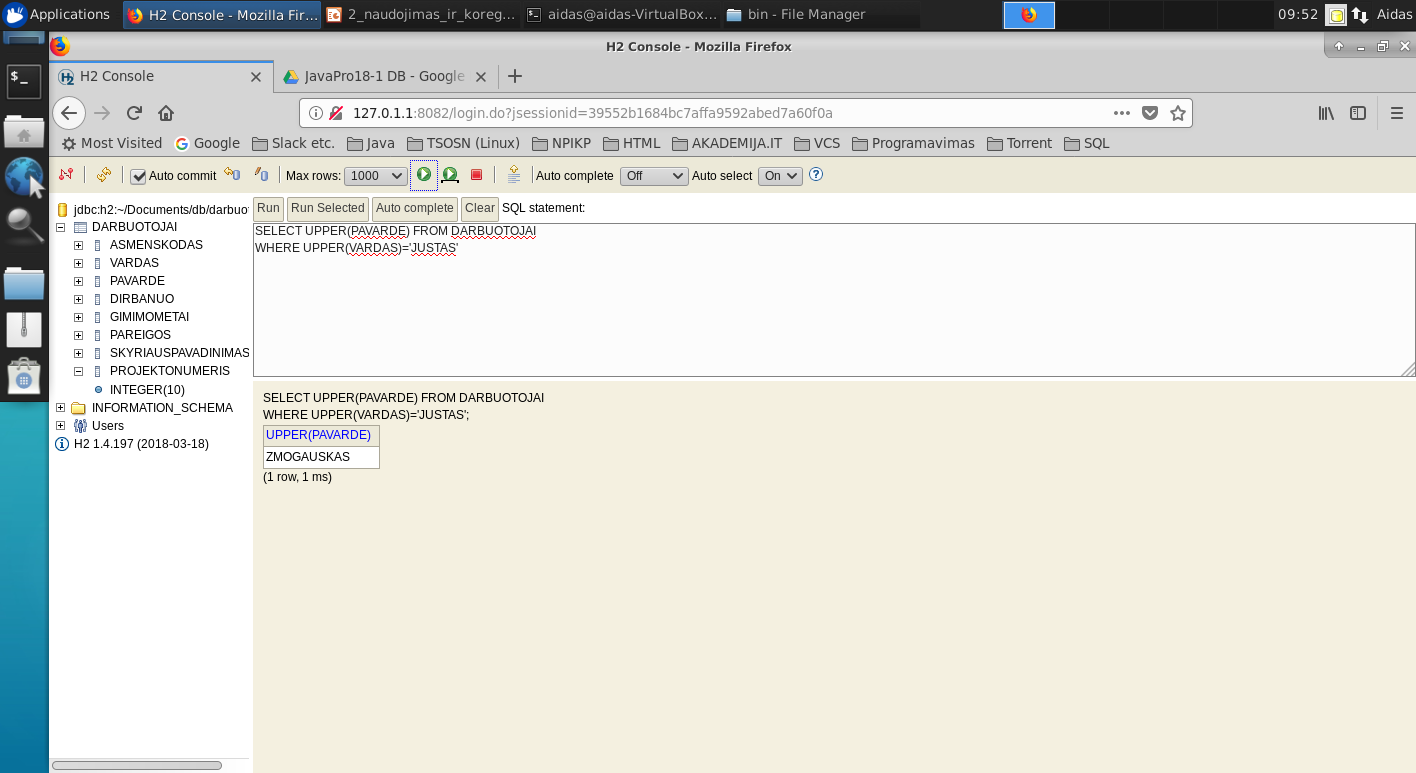 Applications H2 Console - Mozilla Fir... 2_naudojimas_ir_koreg... aidas@aidas-VirtualBox... bin - File Manager 09:52 Aidas
H2 Console - Mozilla Firefox
H2 Console JavaPro18-1 DB - Google
127.0.1.1:8082/login.do?jsessionid=39552b1684bc7affa9592abed7a60f0a
Most Visited Google Slack etc. Java TSOSN (Linux) NPIKP HTML AKADEMIJA.IT VCS Programavimas Torrent SQL
Auto commit Max rows: 1000 Auto complete Off Auto select On
Run Run Selected Auto complete Clear SQL statement:
jdbc:h2:~/Documents/db/darbuot
DARBUOTOJAI
ASMENSKODAS
VARDAS
PAVARDE
DIRBANUO
GIMIMOMETAI
PAREIGOS
SKYRIAUSPAVADINIMAS
PROJEKTONUMERIS
INTEGER(10)
INFORMATION_SCHEMA
Users
H2 1.4.197 (2018-03-18)
SELECT UPPER(PAVARDE) FROM DARBUOTOJAI
WHERE UPPER(VARDAS)='JUSTAS'
SELECT UPPER(PAVARDE) FROM DARBUOTOJAI
WHERE UPPER(VARDAS)='JUSTAS';
UPPER(PAVARDE)
ZMOGAUSKAS
(1 row, 1 ms)